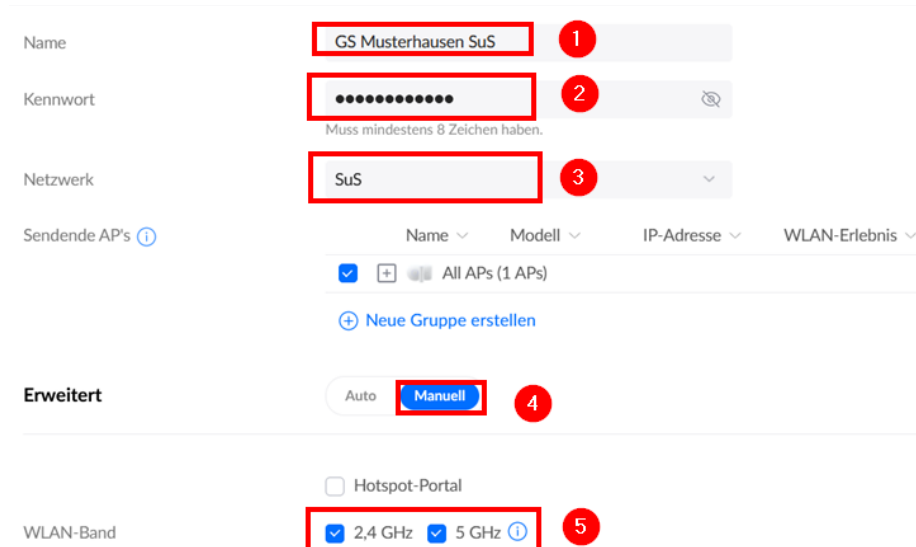 Name GS Musterhausen SuS 1
Kennwort ●●●●●●●●●●●● 2
Muss mindestens 8 Zeichen haben.
Netzwerk SuS 3
Sendende AP's Name Modell IP-Adresse WLAN-Erlebnis
All APs (1 APs)
Neue Gruppe erstellen
Erweitert Auto Manuell 4
Hotspot-Portal
WLAN-Band 2,4 GHz 5 GHz 5